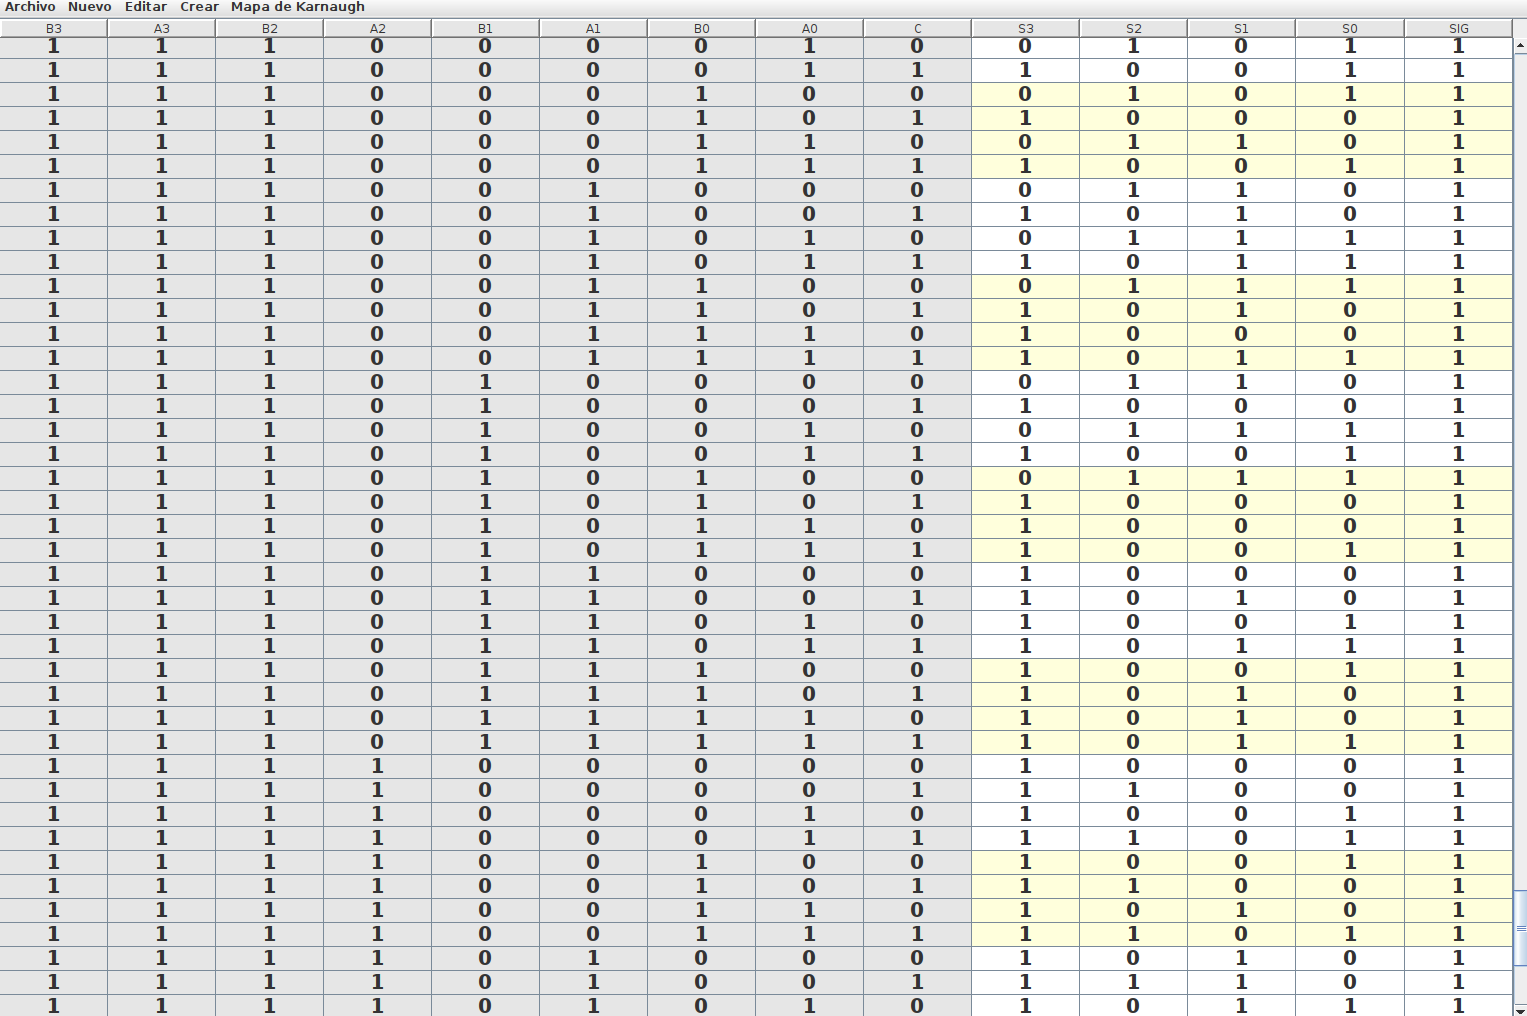 Archivo Nuevo Editar Crear Mapa de Karnaugh
B3 A3 B2 A2 B1 A1 B0 A0 C S3 S2 S1 S0 SIG
1 1 1 0 0 0 0 1 0 0 1 0 1 1
1 1 1 0 0 0 0 1 1 1 0 0 1 1
1 1 1 0 0 0 1 0 0 0 1 0 1 1
1 1 1 0 0 0 1 0 1 1 0 0 0 1
1 1 1 0 0 0 1 1 0 0 1 1 0 1
1 1 1 0 0 0 1 1 1 1 0 0 1 1
1 1 1 0 0 1 0 0 0 0 1 1 0 1
1 1 1 0 0 1 0 0 1 1 0 1 0 1
1 1 1 0 0 1 0 1 0 0 1 1 1 1
1 1 1 0 0 1 0 1 1 1 0 1 1 1
1 1 1 0 0 1 1 0 0 0 1 1 1 1
1 1 1 0 0 1 1 0 1 1 0 1 0 1
1 1 1 0 0 1 1 1 0 1 0 0 0 1
1 1 1 0 0 1 1 1 1 1 0 1 1 1
1 1 1 0 1 0 0 0 0 0 1 1 0 1
1 1 1 0 1 0 0 0 1 1 0 0 0 1
1 1 1 0 1 0 0 1 0 0 1 1 1 1
1 1 1 0 1 0 0 1 1 1 0 0 1 1
1 1 1 0 1 0 1 0 0 0 1 1 1 1
1 1 1 0 1 0 1 0 1 1 0 0 0 1
1 1 1 0 1 0 1 1 0 1 0 0 0 1
1 1 1 0 1 0 1 1 1 1 0 0 1 1
1 1 1 0 1 1 0 0 0 1 0 0 0 1
1 1 1 0 1 1 0 0 1 1 0 1 0 1
1 1 1 0 1 1 0 1 0 1 0 0 1 1
1 1 1 0 1 1 0 1 1 1 0 1 1 1
1 1 1 0 1 1 1 0 0 1 0 0 1 1
1 1 1 0 1 1 1 0 1 1 0 1 0 1
1 1 1 0 1 1 1 1 0 1 0 1 0 1
1 1 1 0 1 1 1 1 1 1 0 1 1 1
1 1 1 1 0 0 0 0 0 1 0 0 0 1
1 1 1 1 0 0 0 0 1 1 1 0 0 1
1 1 1 1 0 0 0 1 0 1 0 0 1 1
1 1 1 1 0 0 0 1 1 1 1 0 1 1
1 1 1 1 0 0 1 0 0 1 0 0 1 1
1 1 1 1 0 0 1 0 1 1 1 0 0 1
1 1 1 1 0 0 1 1 0 1 0 1 0 1
1 1 1 1 0 0 1 1 1 1 1 0 1 1
1 1 1 1 0 1 0 0 0 1 0 1 0 1
1 1 1 1 0 1 0 0 1 1 1 1 0 1
1 1 1 1 0 1 0 1 0 1 0 1 1 1